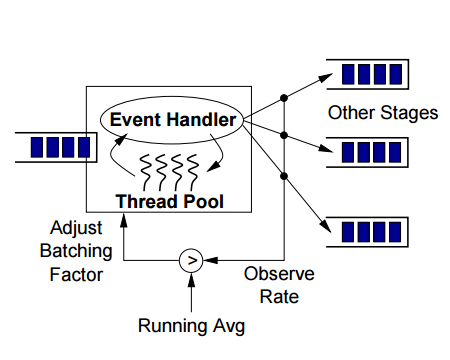 Event Handler
Other Stages
Thread Pool
Adjust
Batching
Factor
>
Observe
Rate
Running Avg